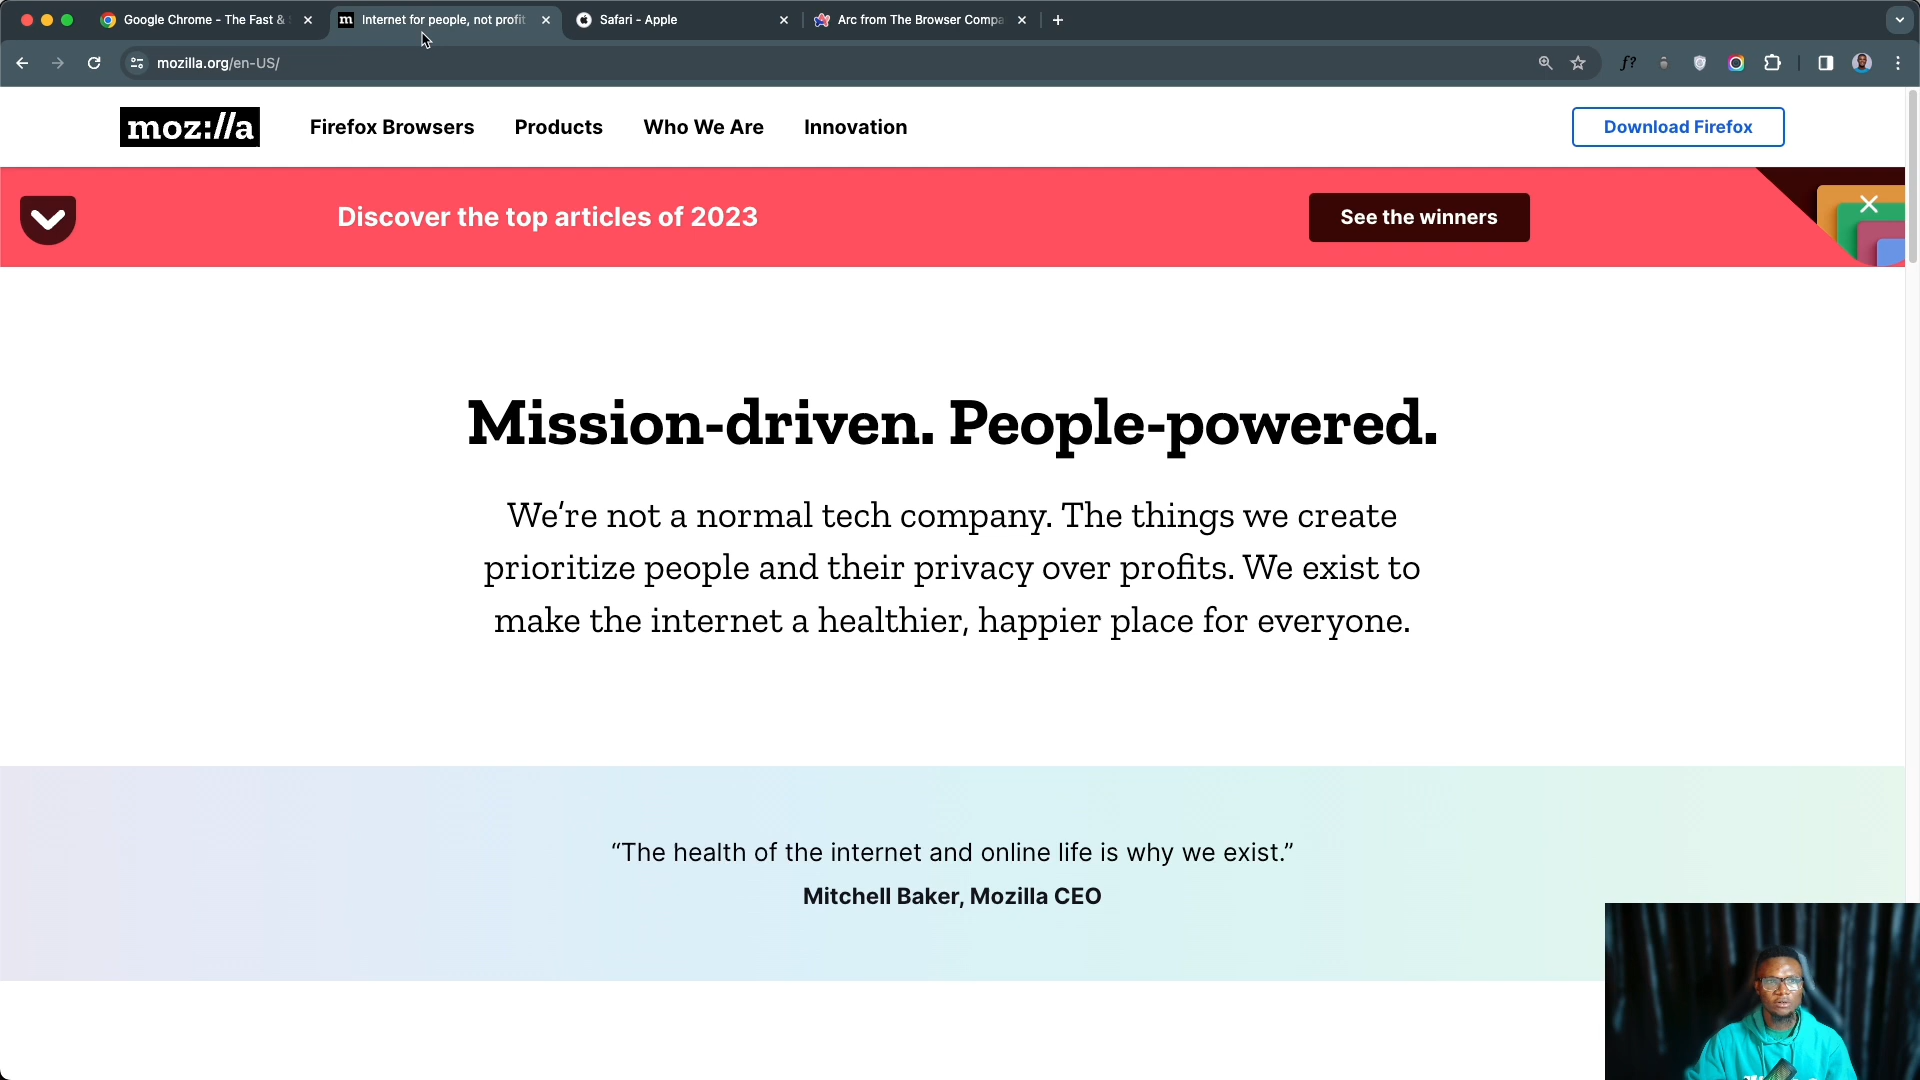 Google Chrome - The Fast &
Internet for people, not profit
Safari - Apple
Arc from The Browser Compa
mozilla.org/en-US/
f?
moz://a
Firefox Browsers
Products
Who We Are
Innovation
Download Firefox
Discover the top articles of 2023
See the winners
Mission-driven. People-powered.
We’re not a normal tech company. The things we create
prioritize people and their privacy over profits. We exist to
make the internet a healthier, happier place for everyone.
“The health of the internet and online life is why we exist.”
Mitchell Baker, Mozilla CEO